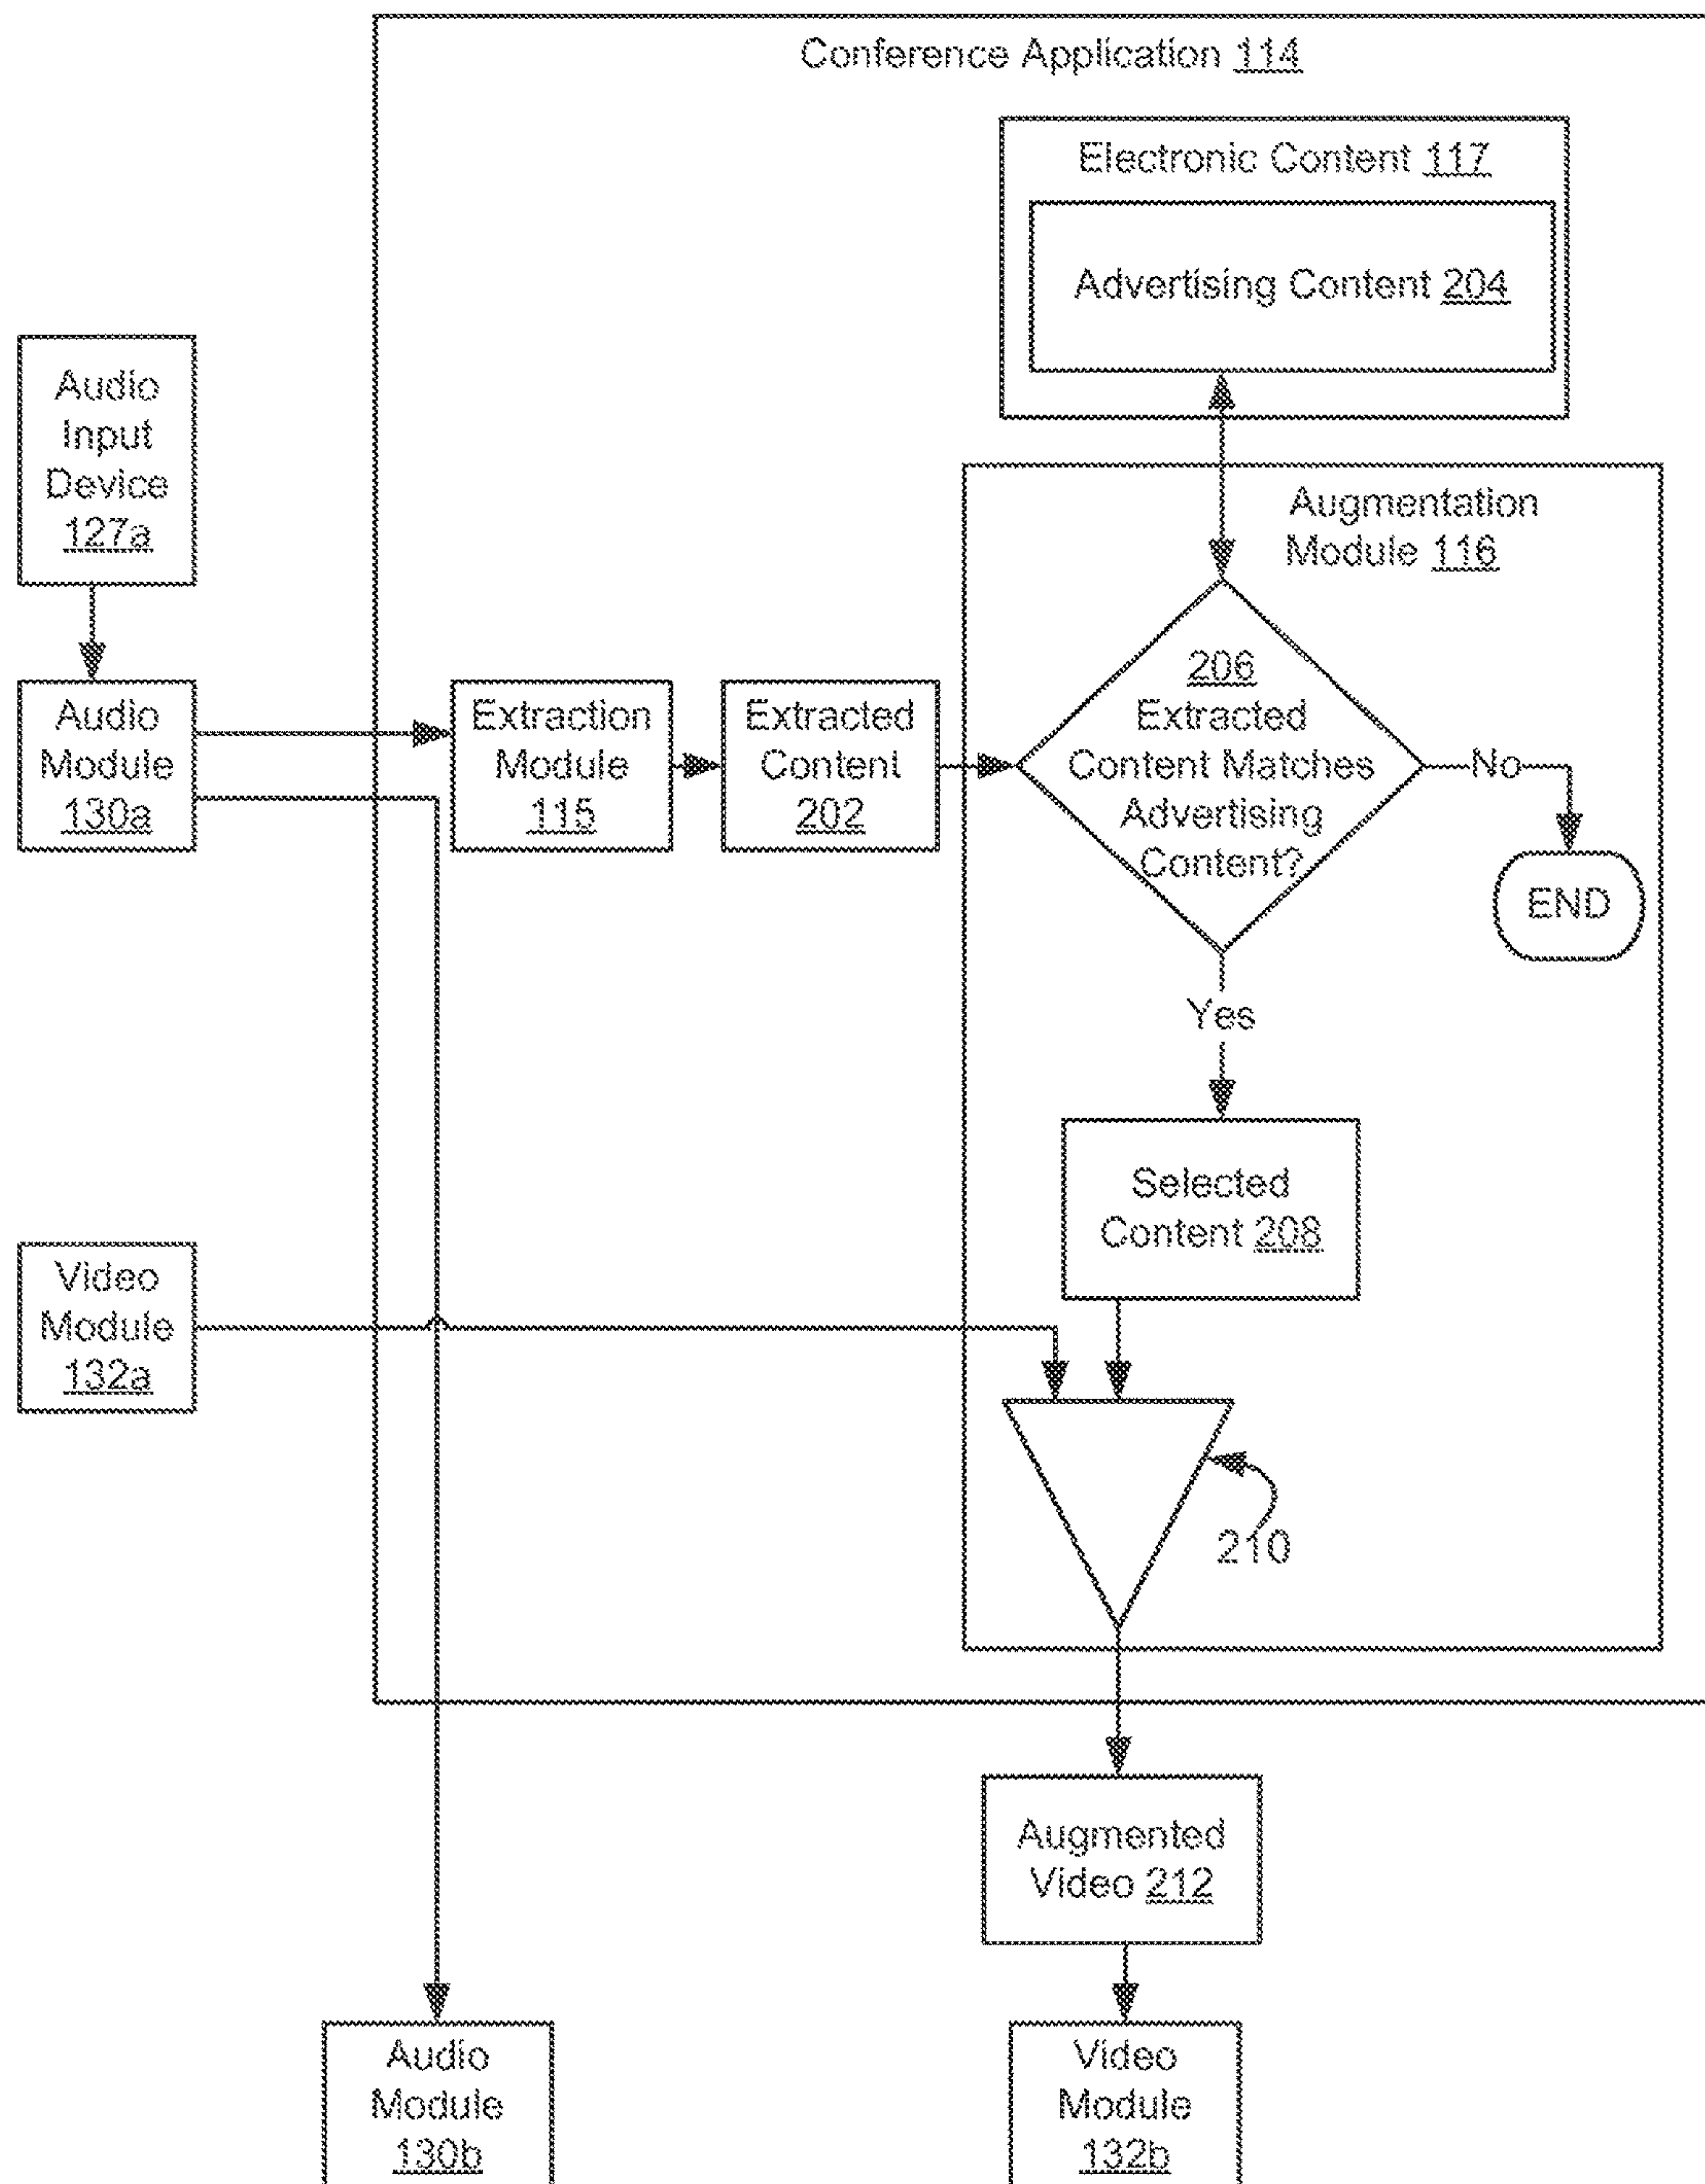 Conference Application 114
Electronic Content 117
Advertising Content 204
Audio
Input
Device
127a
Augmentation
Module 116
Audio
Module
130a
Extraction
Module
115
Extracted
Content
202
206
Extracted
Content Matches
Advertising
Content?
No
END
Yes
Selected
Content 208
Video
Module
132a
210
Augmented
Video 212
Audio
Module
130b
Video
Module
132b